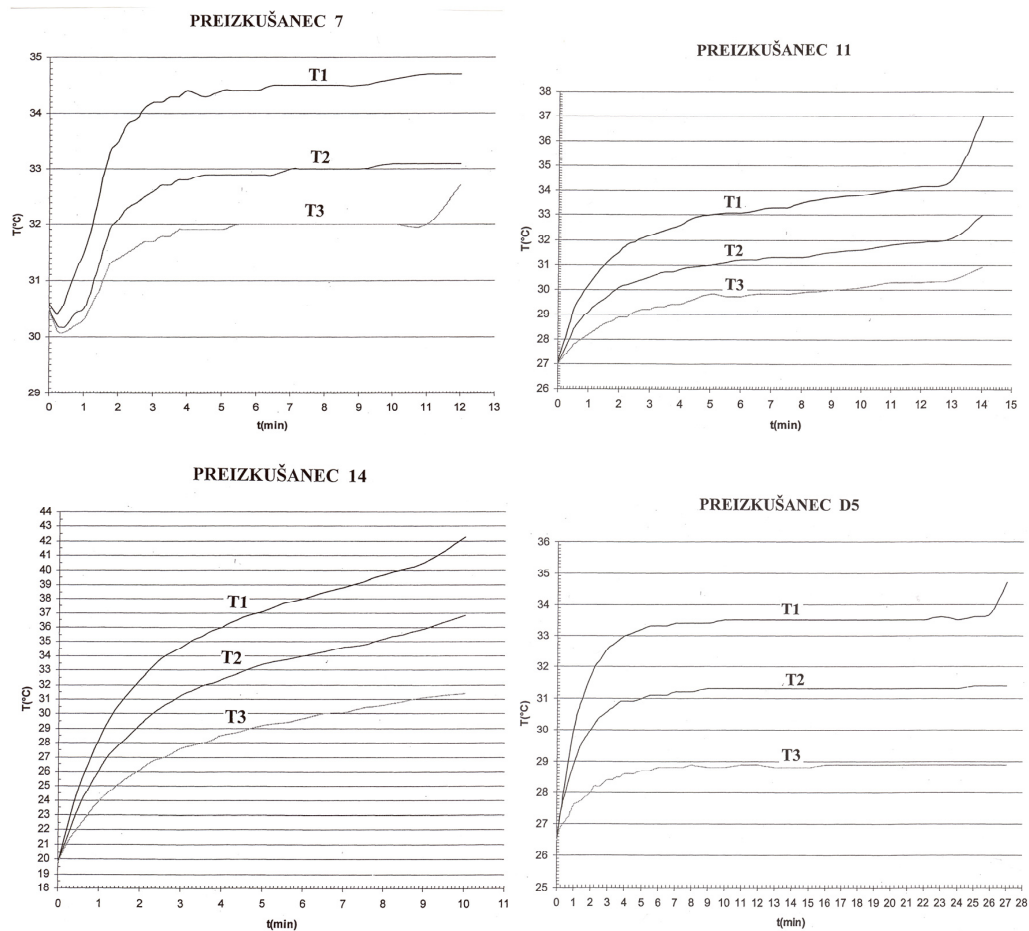 PREIZKUŠANEC 7
35
34
33
32
31
30
29
T(°C)
T1
T2
T3
0 1 2 3 4 5 6 7 8 9 10 11 12 13
t(min)
PREIZKUŠANEC 11
38
37
36
35
34
33
32
31
30
29
28
27
26
T(°C)
T1
T2
T3
0 1 2 3 4 5 6 7 8 9 10 11 12 13 14 15
t(min)
PREIZKUŠANEC 14
44
43
42
41
40
39
38
37
36
35
34
33
32
31
30
29
28
27
26
25
24
23
22
21
20
19
18
T(°C)
T1
T2
T3
0 1 2 3 4 5 6 7 8 9 10 11
t(min)
PREIZKUŠANEC D5
36
35
34
33
32
31
30
29
28
27
26
25
T(°C)
T1
T2
T3
0 1 2 3 4 5 6 7 8 9 10 11 12 13 14 15 16 17 18 19 20 21 22 23 24 25 26 27 28
t(min)